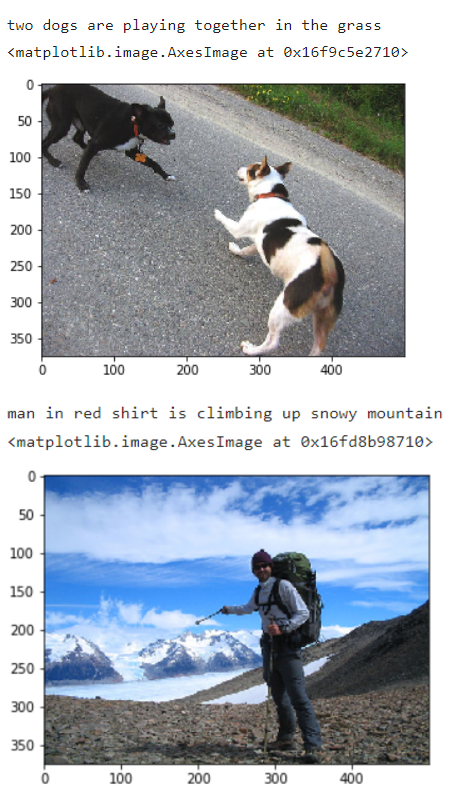 two dogs are playing together in the grass
<matplotlib.image.AxesImage at 0x16f9c5e2710>
0
50
100
150
200
250
300
350
0 100 200 300 400
man in red shirt is climbing up snowy mountain
<matplotlib.image.AxesImage at 0x16fd8b98710>
0
50
100
150
200
250
300
350
0 100 200 300 400